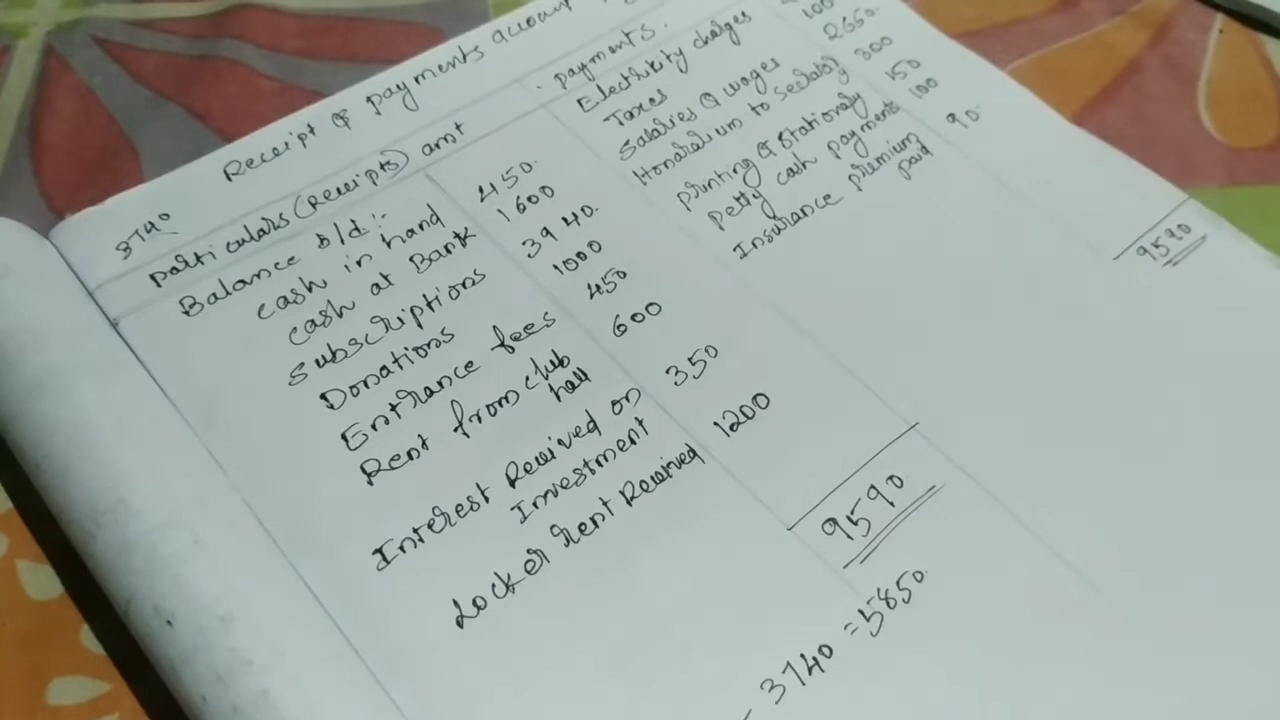 Receipt & payments account
3740
particulars (Receipts) amt
Balance b/d :-
cash in hand 450.
cash at Bank 1600
subscriptions 3940.
Donations 1000
Entrance fees 450
Rent from club hall 600
Interest Received on Investment 350
Locker rent Received 1200
9590
- 3740 = 5850.
payments.
Electricity charges
Taxes 100
Salaries & wages 2650.
Honorarium to 300
printing & stationary 150
petty cash payments 100
Insurance premium paid 90.
9590